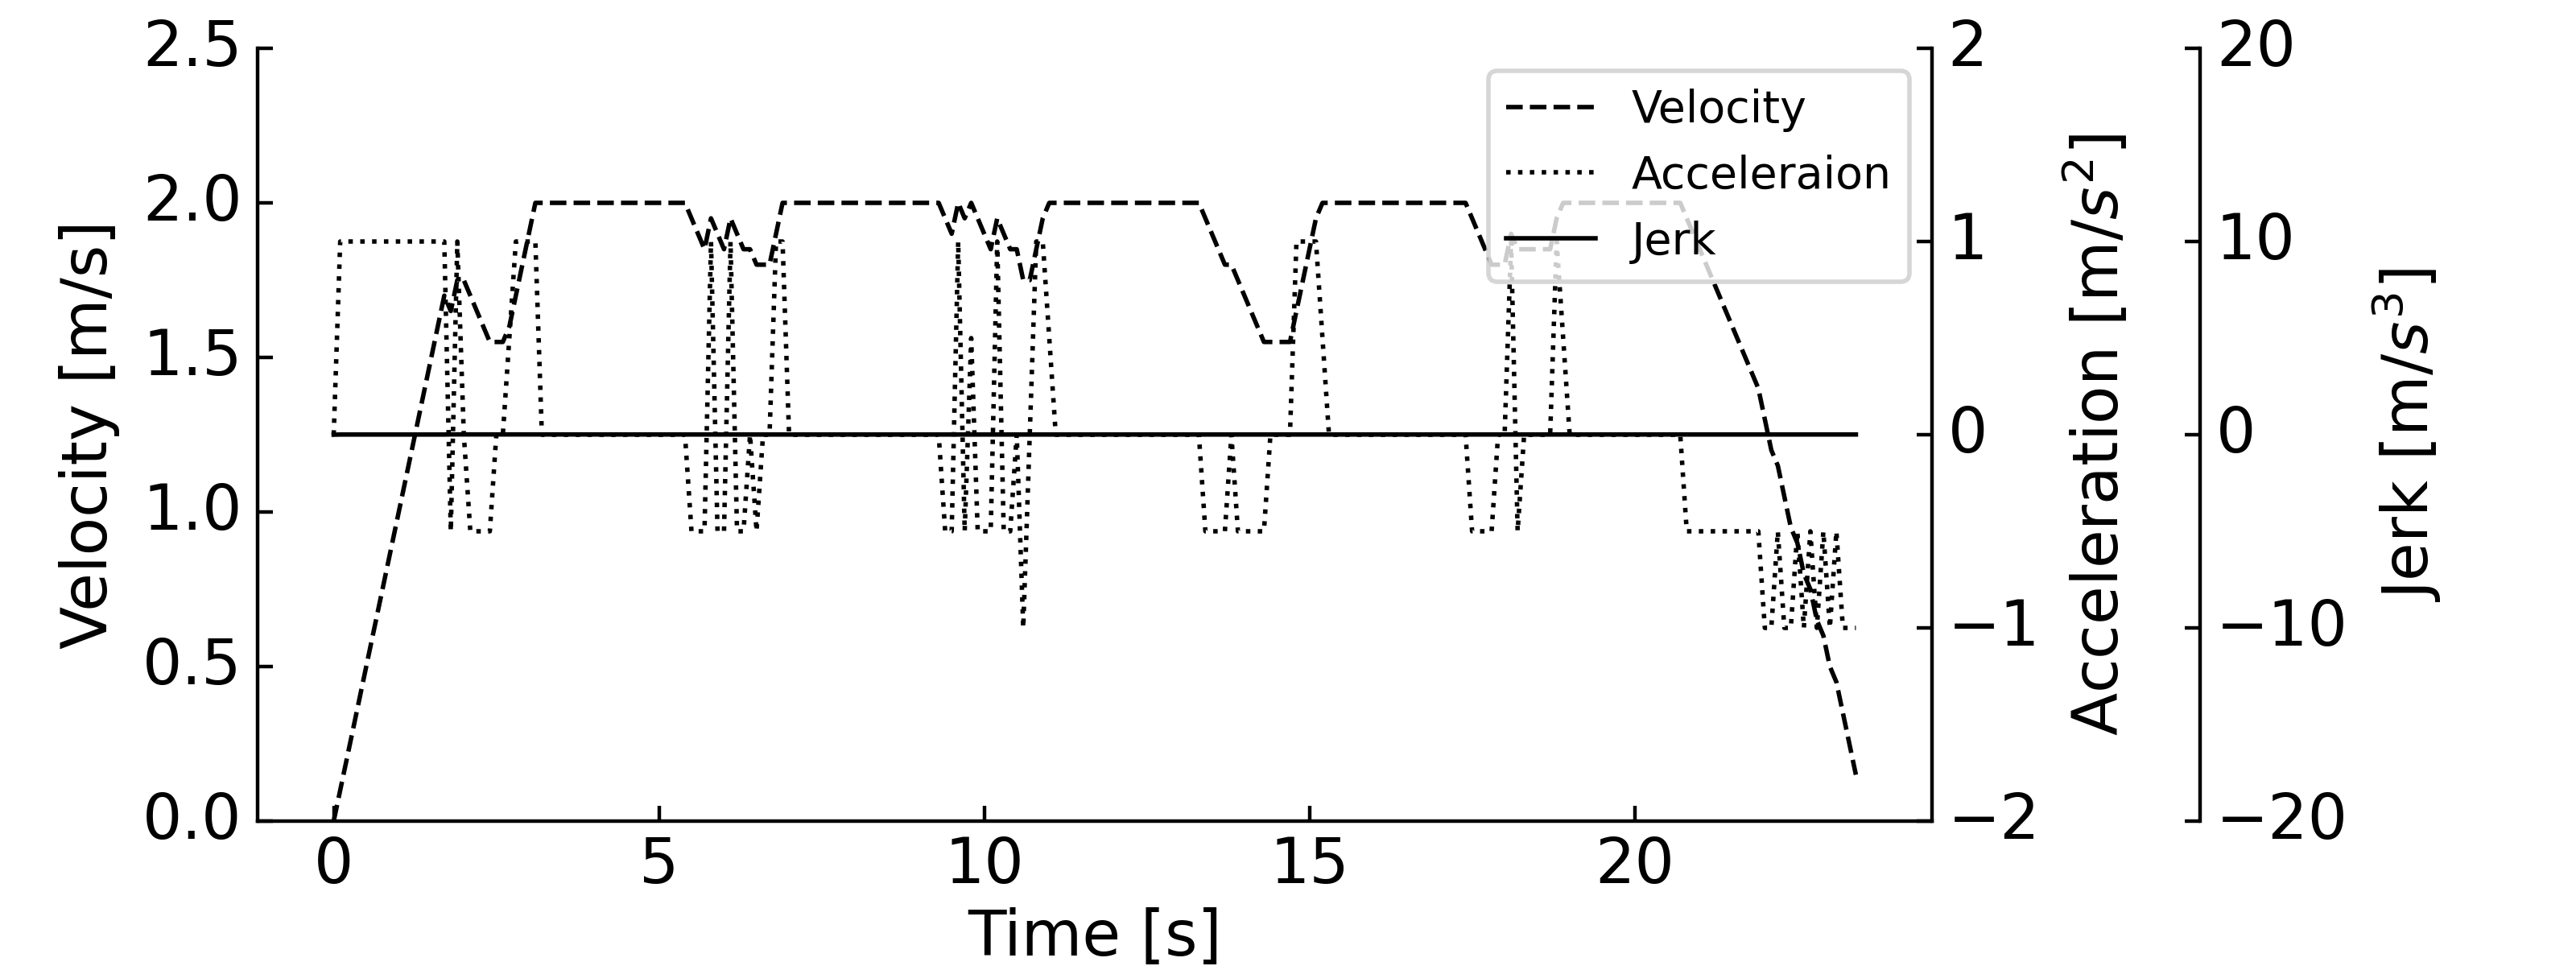 Velocity [m/s]
2.5
2.0
1.5
1.0
0.5
0.0
0 5 10 15 20
Time [s]
Velocity
Acceleraion
Jerk
2
1
0
−1
−2
Acceleration [m/s²]
20
10
0
−10
−20
Jerk [m/s³]